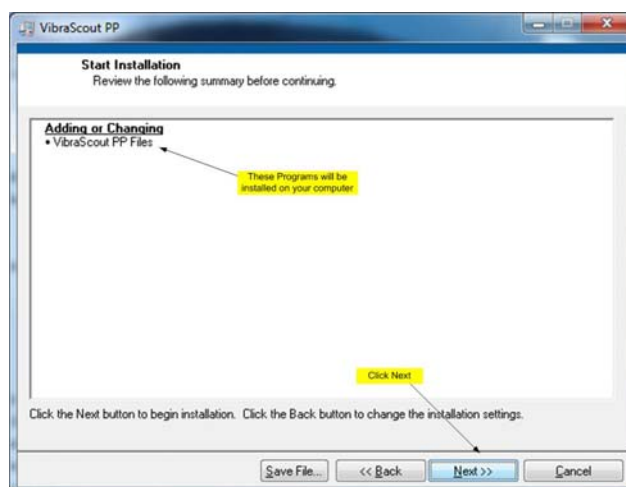 VibraScout PP
Start Installation
Review the following summary before continuing.
Adding or Changing
• VibraScout PP Files
These Programs will be
installed on your computer
Click Next
Click the Next button to begin installation. Click the Back button to change the installation settings.
Save File... << Back Next >> Cancel